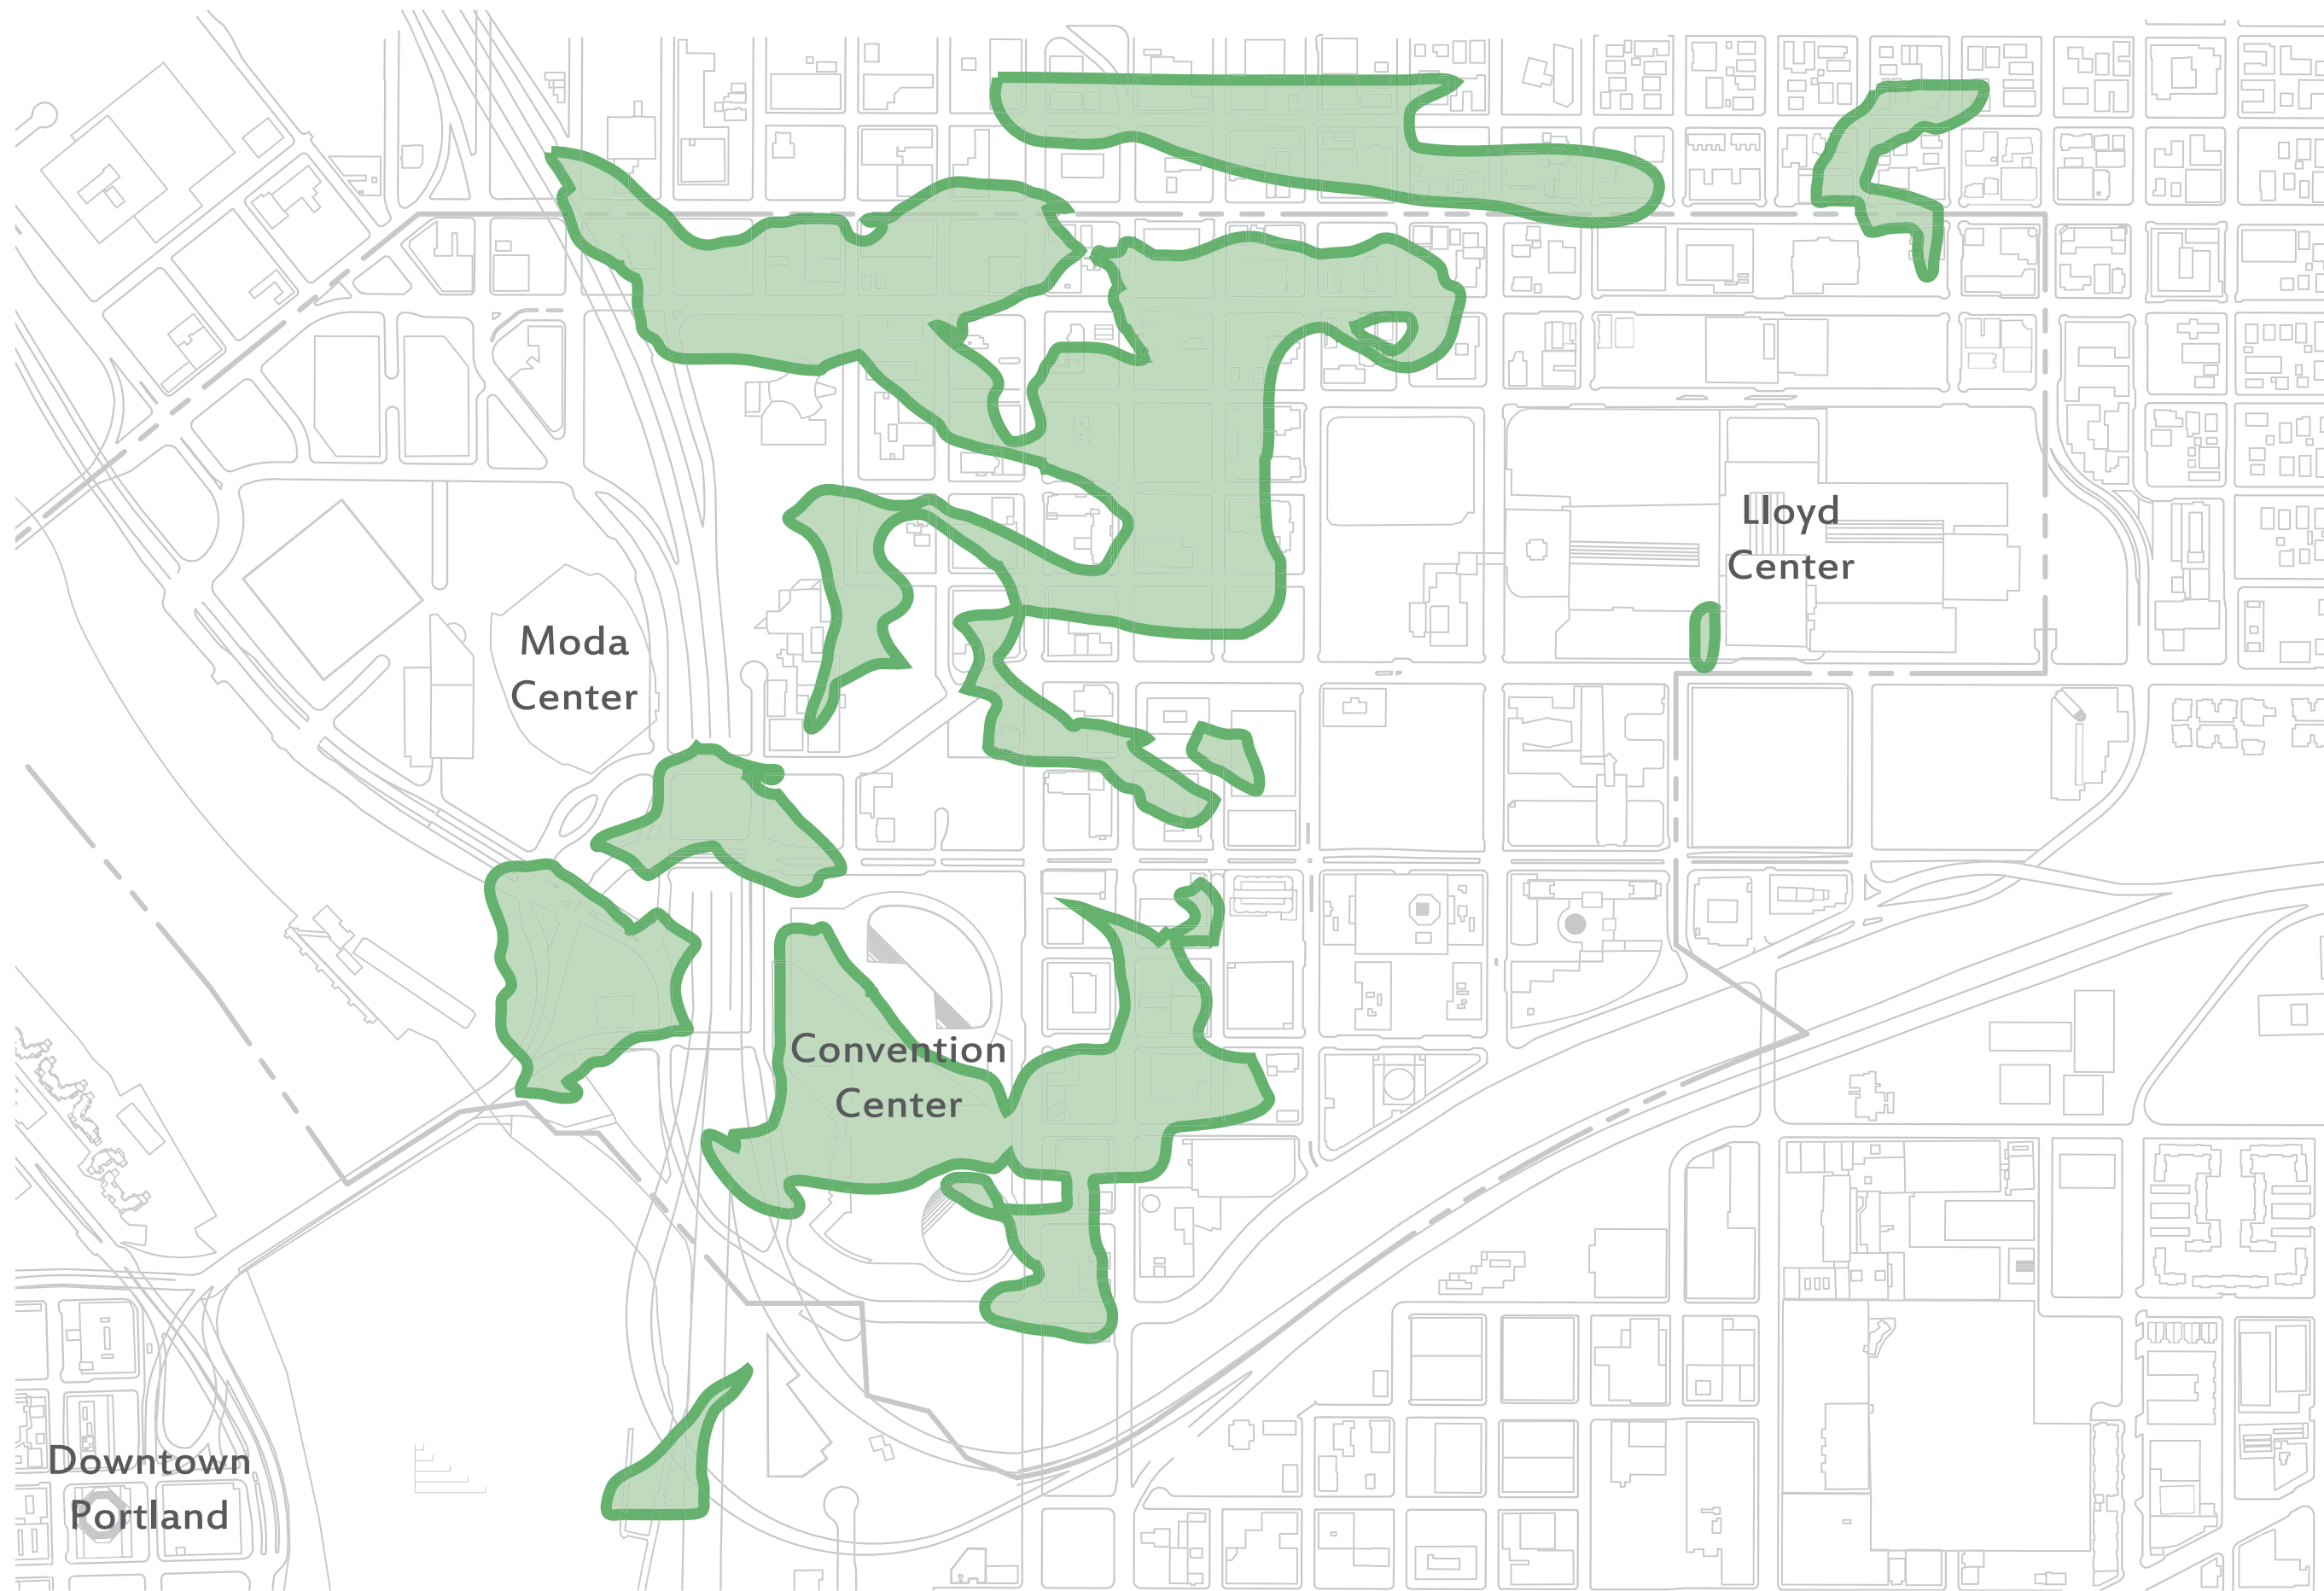 Lloyd
Center
Moda
Center
Convention
Center
Downtown
Portland